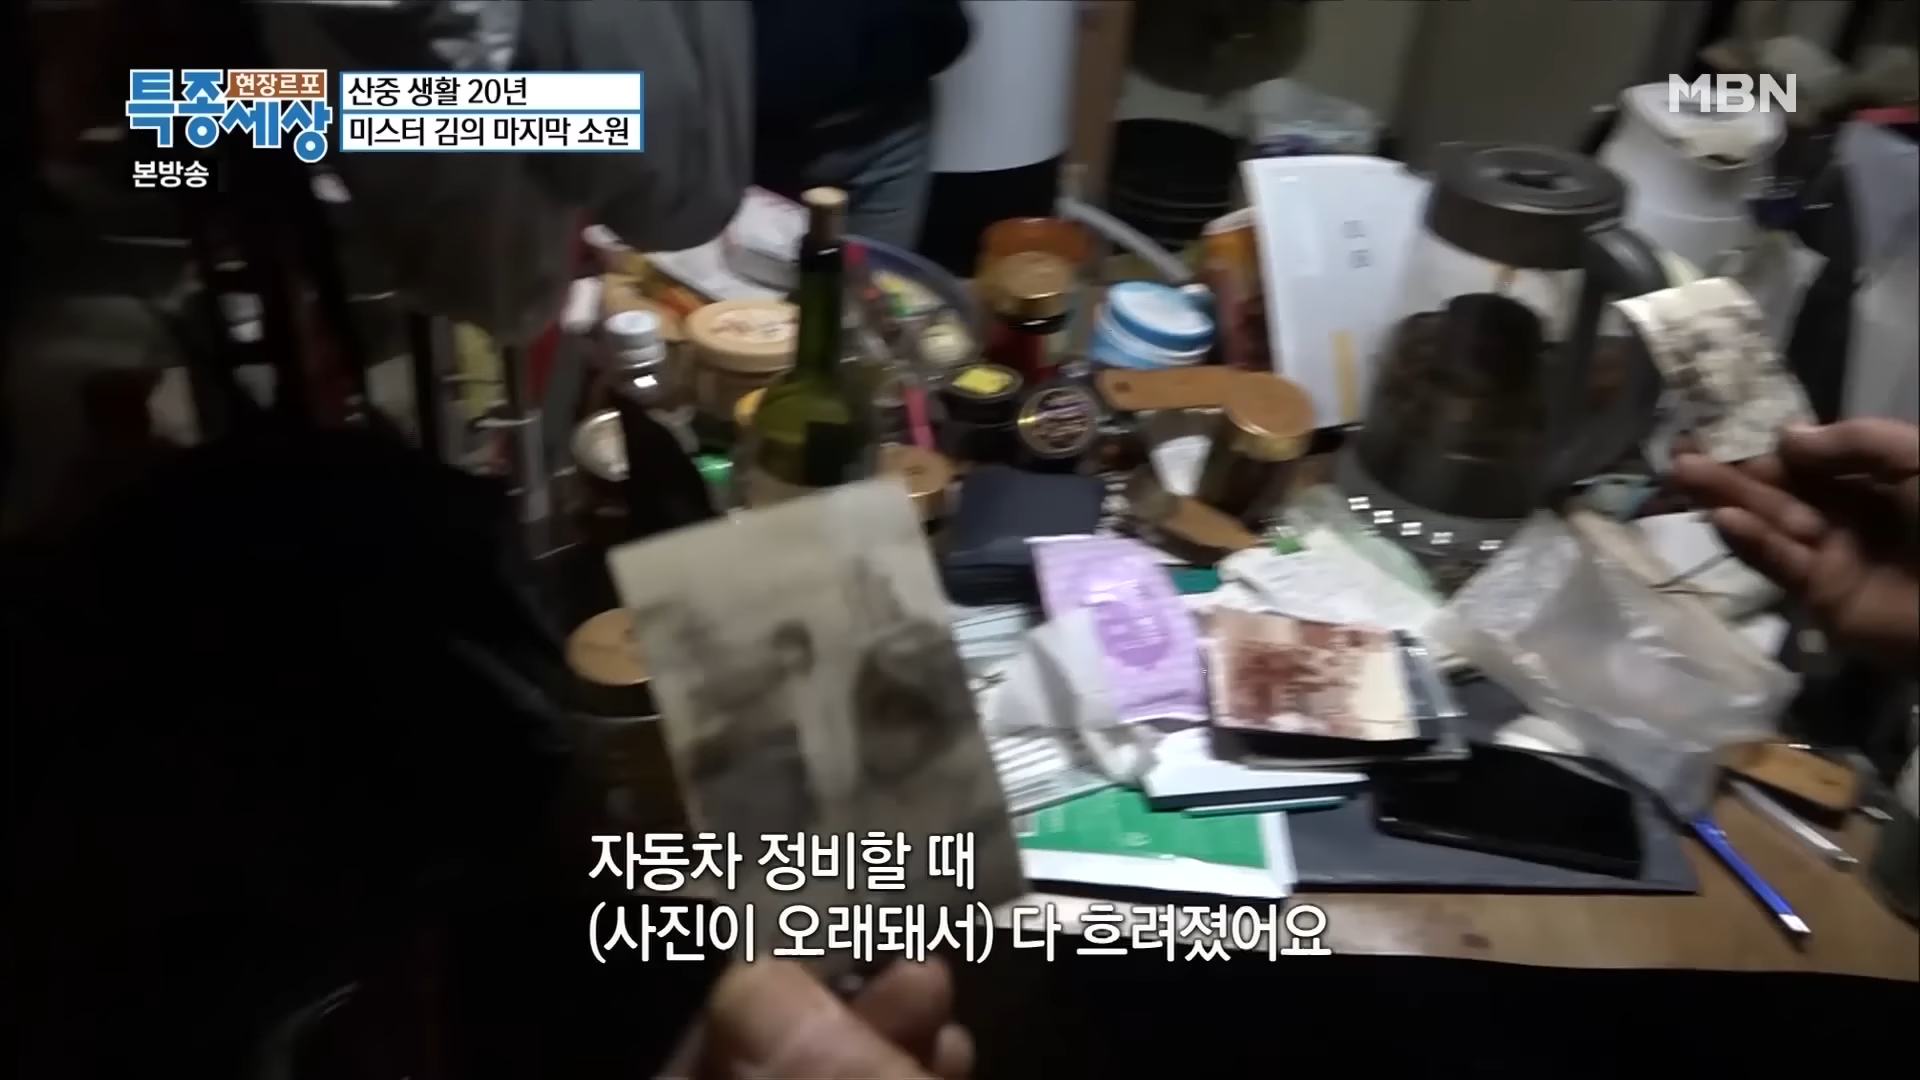 현장르포
특종세상
본방송
산중 생활 20년
미스터 김의 마지막 소원
MBN
자동차 정비할 때
(사진이 오래돼서) 다 흐려졌어요